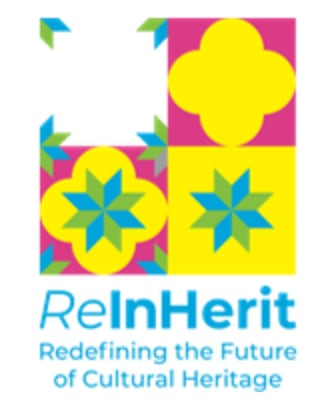 ReInHerit
Redefining the Future
of Cultural Heritage